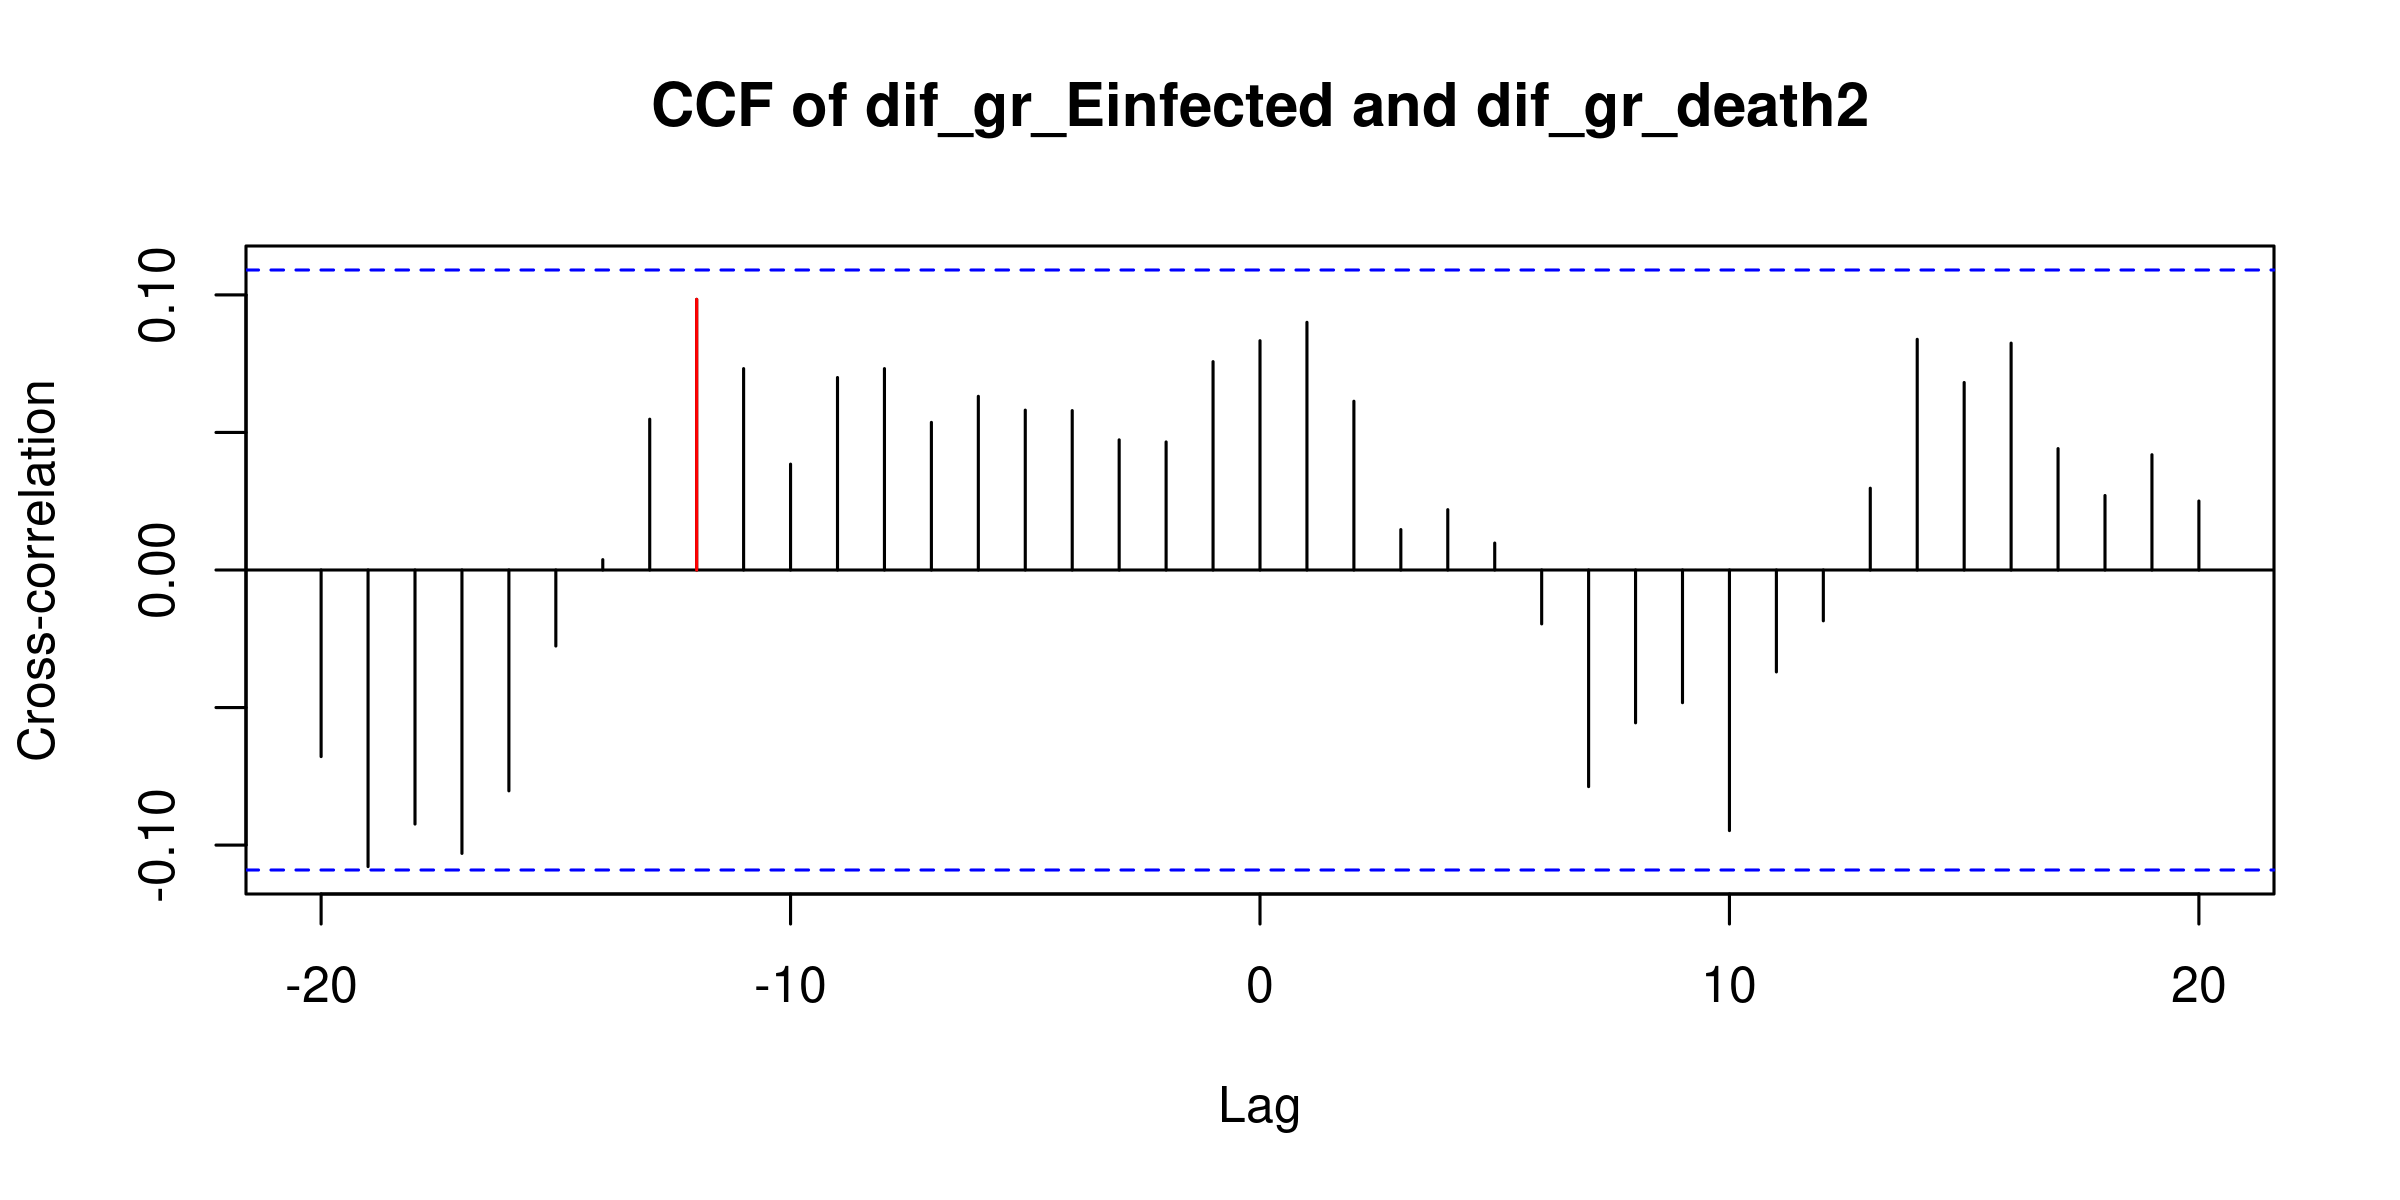 CCF of dif_gr_Einfected and dif_gr_death2
Cross-correlation
0.10
0.00
-0.10
-20 -10 0 10 20
Lag